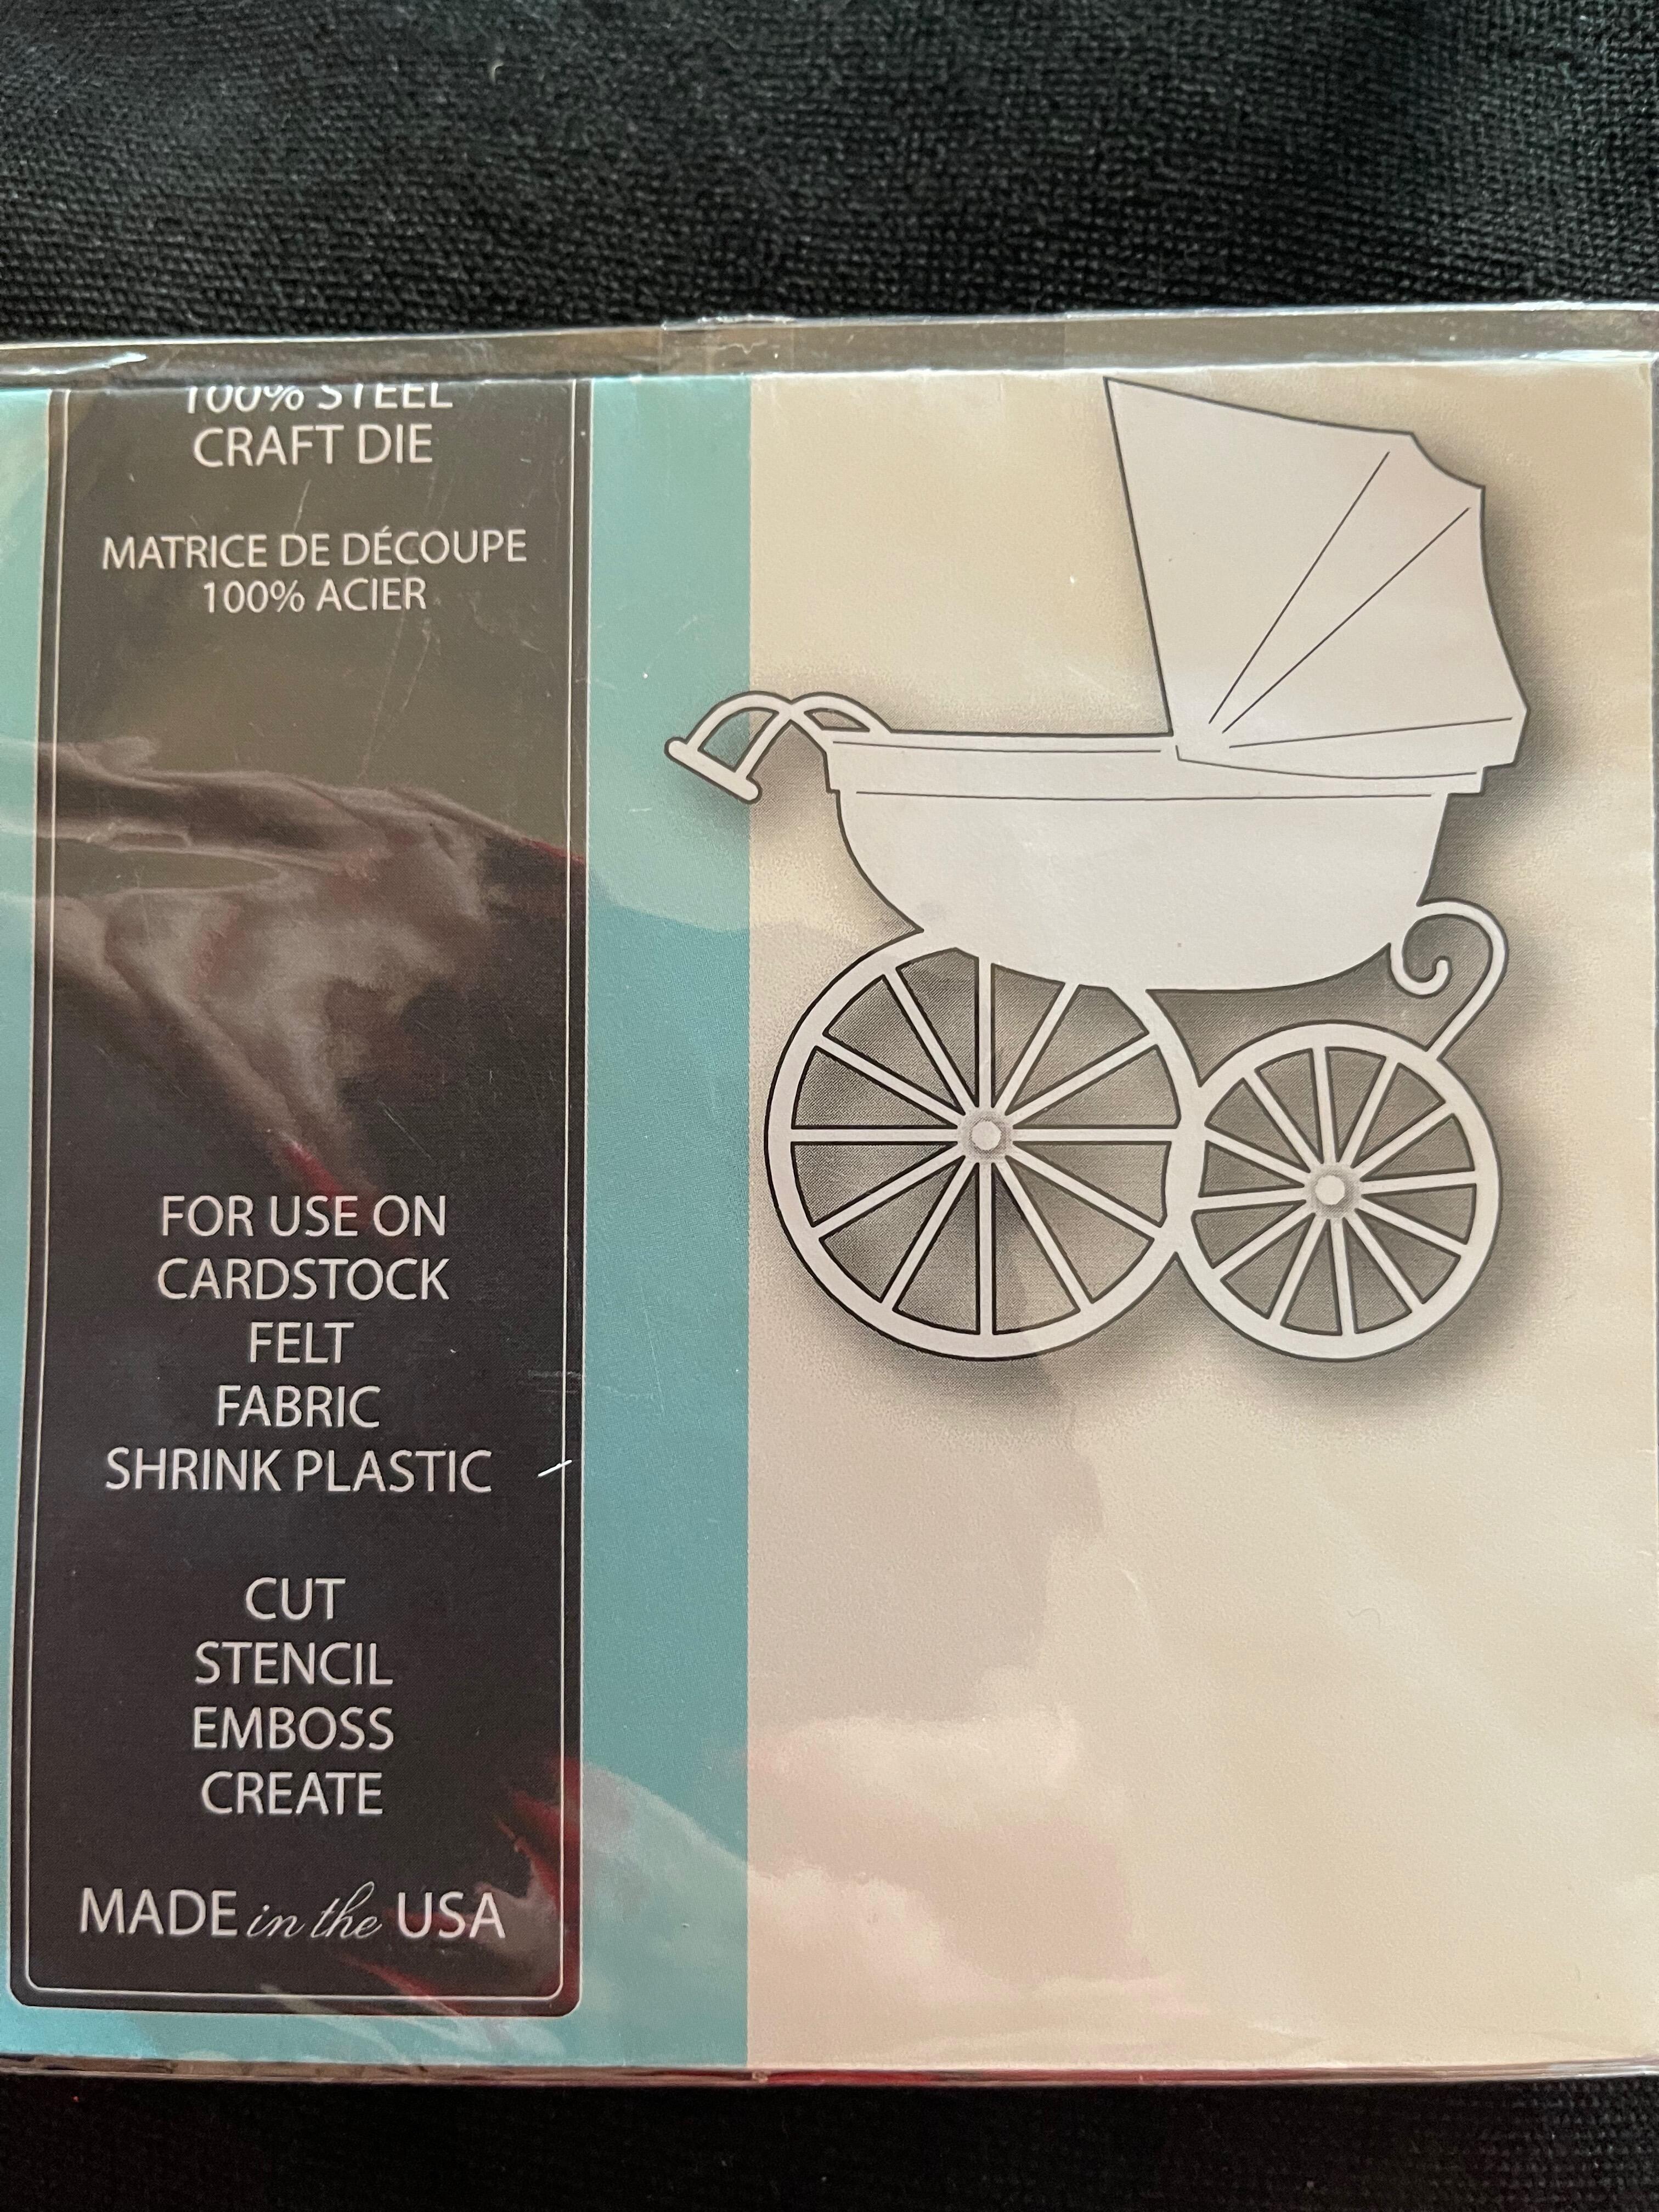 100% STEEL
CRAFT DIE
MATRICE DE DÉCOUPE
100% ACIER
FOR USE ON
CARDSTOCK
FELT
FABRIC
SHRINK PLASTIC
CUT
STENCIL
EMBOSS
CREATE
MADE in the USA